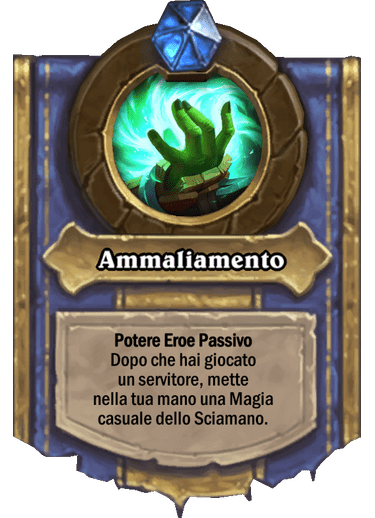 Ammaliamento
Potere Eroe Passivo
Dopo che hai giocato
un servitore, mette
nella tua mano una Magia
casuale dello Sciamano.